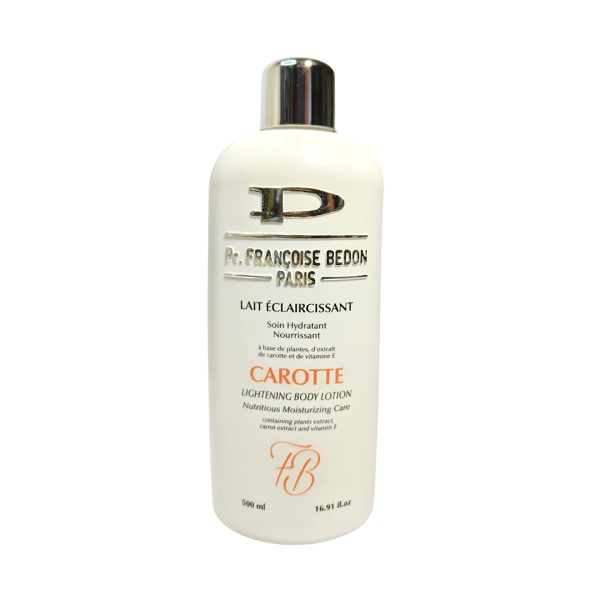 Pr. FRANÇOISE BEDON
PARIS
LAIT ÉCLAIRCISSANT
Soin Hydratant
Nourrissant
à base de plantes, d'extrait
de carotte et de vitamine E
CAROTTE
LIGHTENING BODY LOTION
Nutritious Moisturizing Care
containing plants extract,
carrot extract and vitamin E
FB
500 ml 16.91 fl.oz